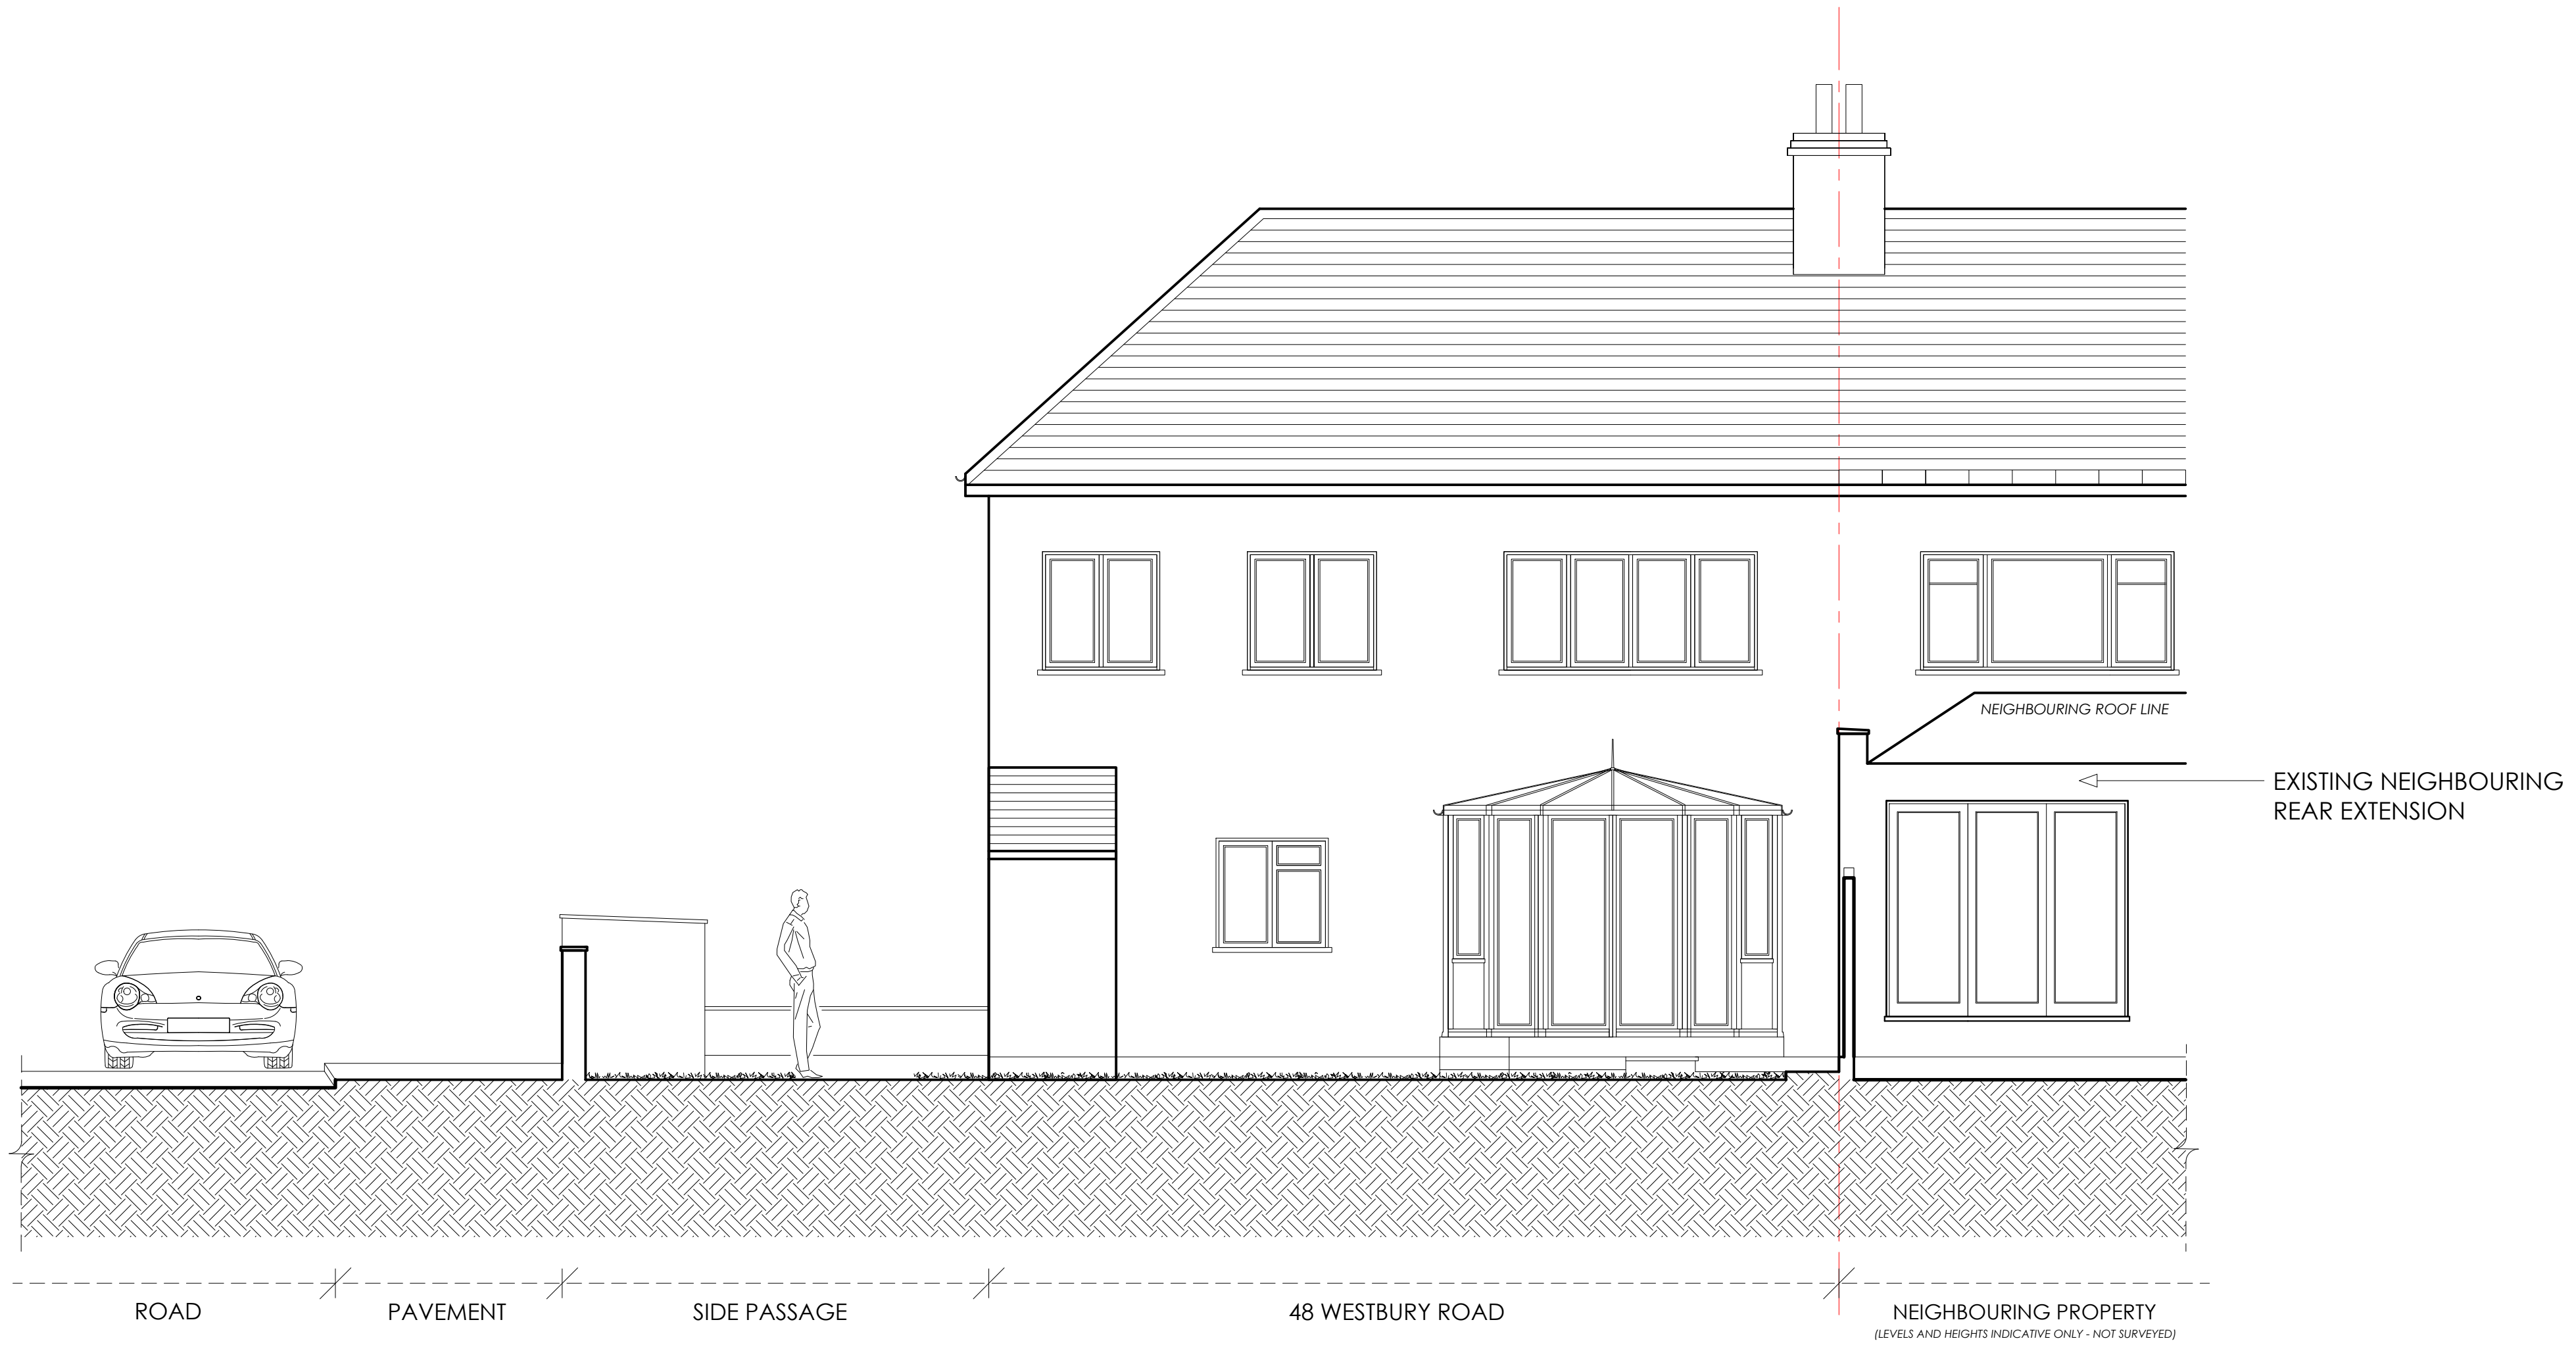 NEIGHBOURING ROOF LINE
EXISTING NEIGHBOURING
REAR EXTENSION
ROAD
PAVEMENT
SIDE PASSAGE
48 WESTBURY ROAD
NEIGHBOURING PROPERTY
(LEVELS AND HEIGHTS INDICATIVE ONLY - NOT SURVEYED)